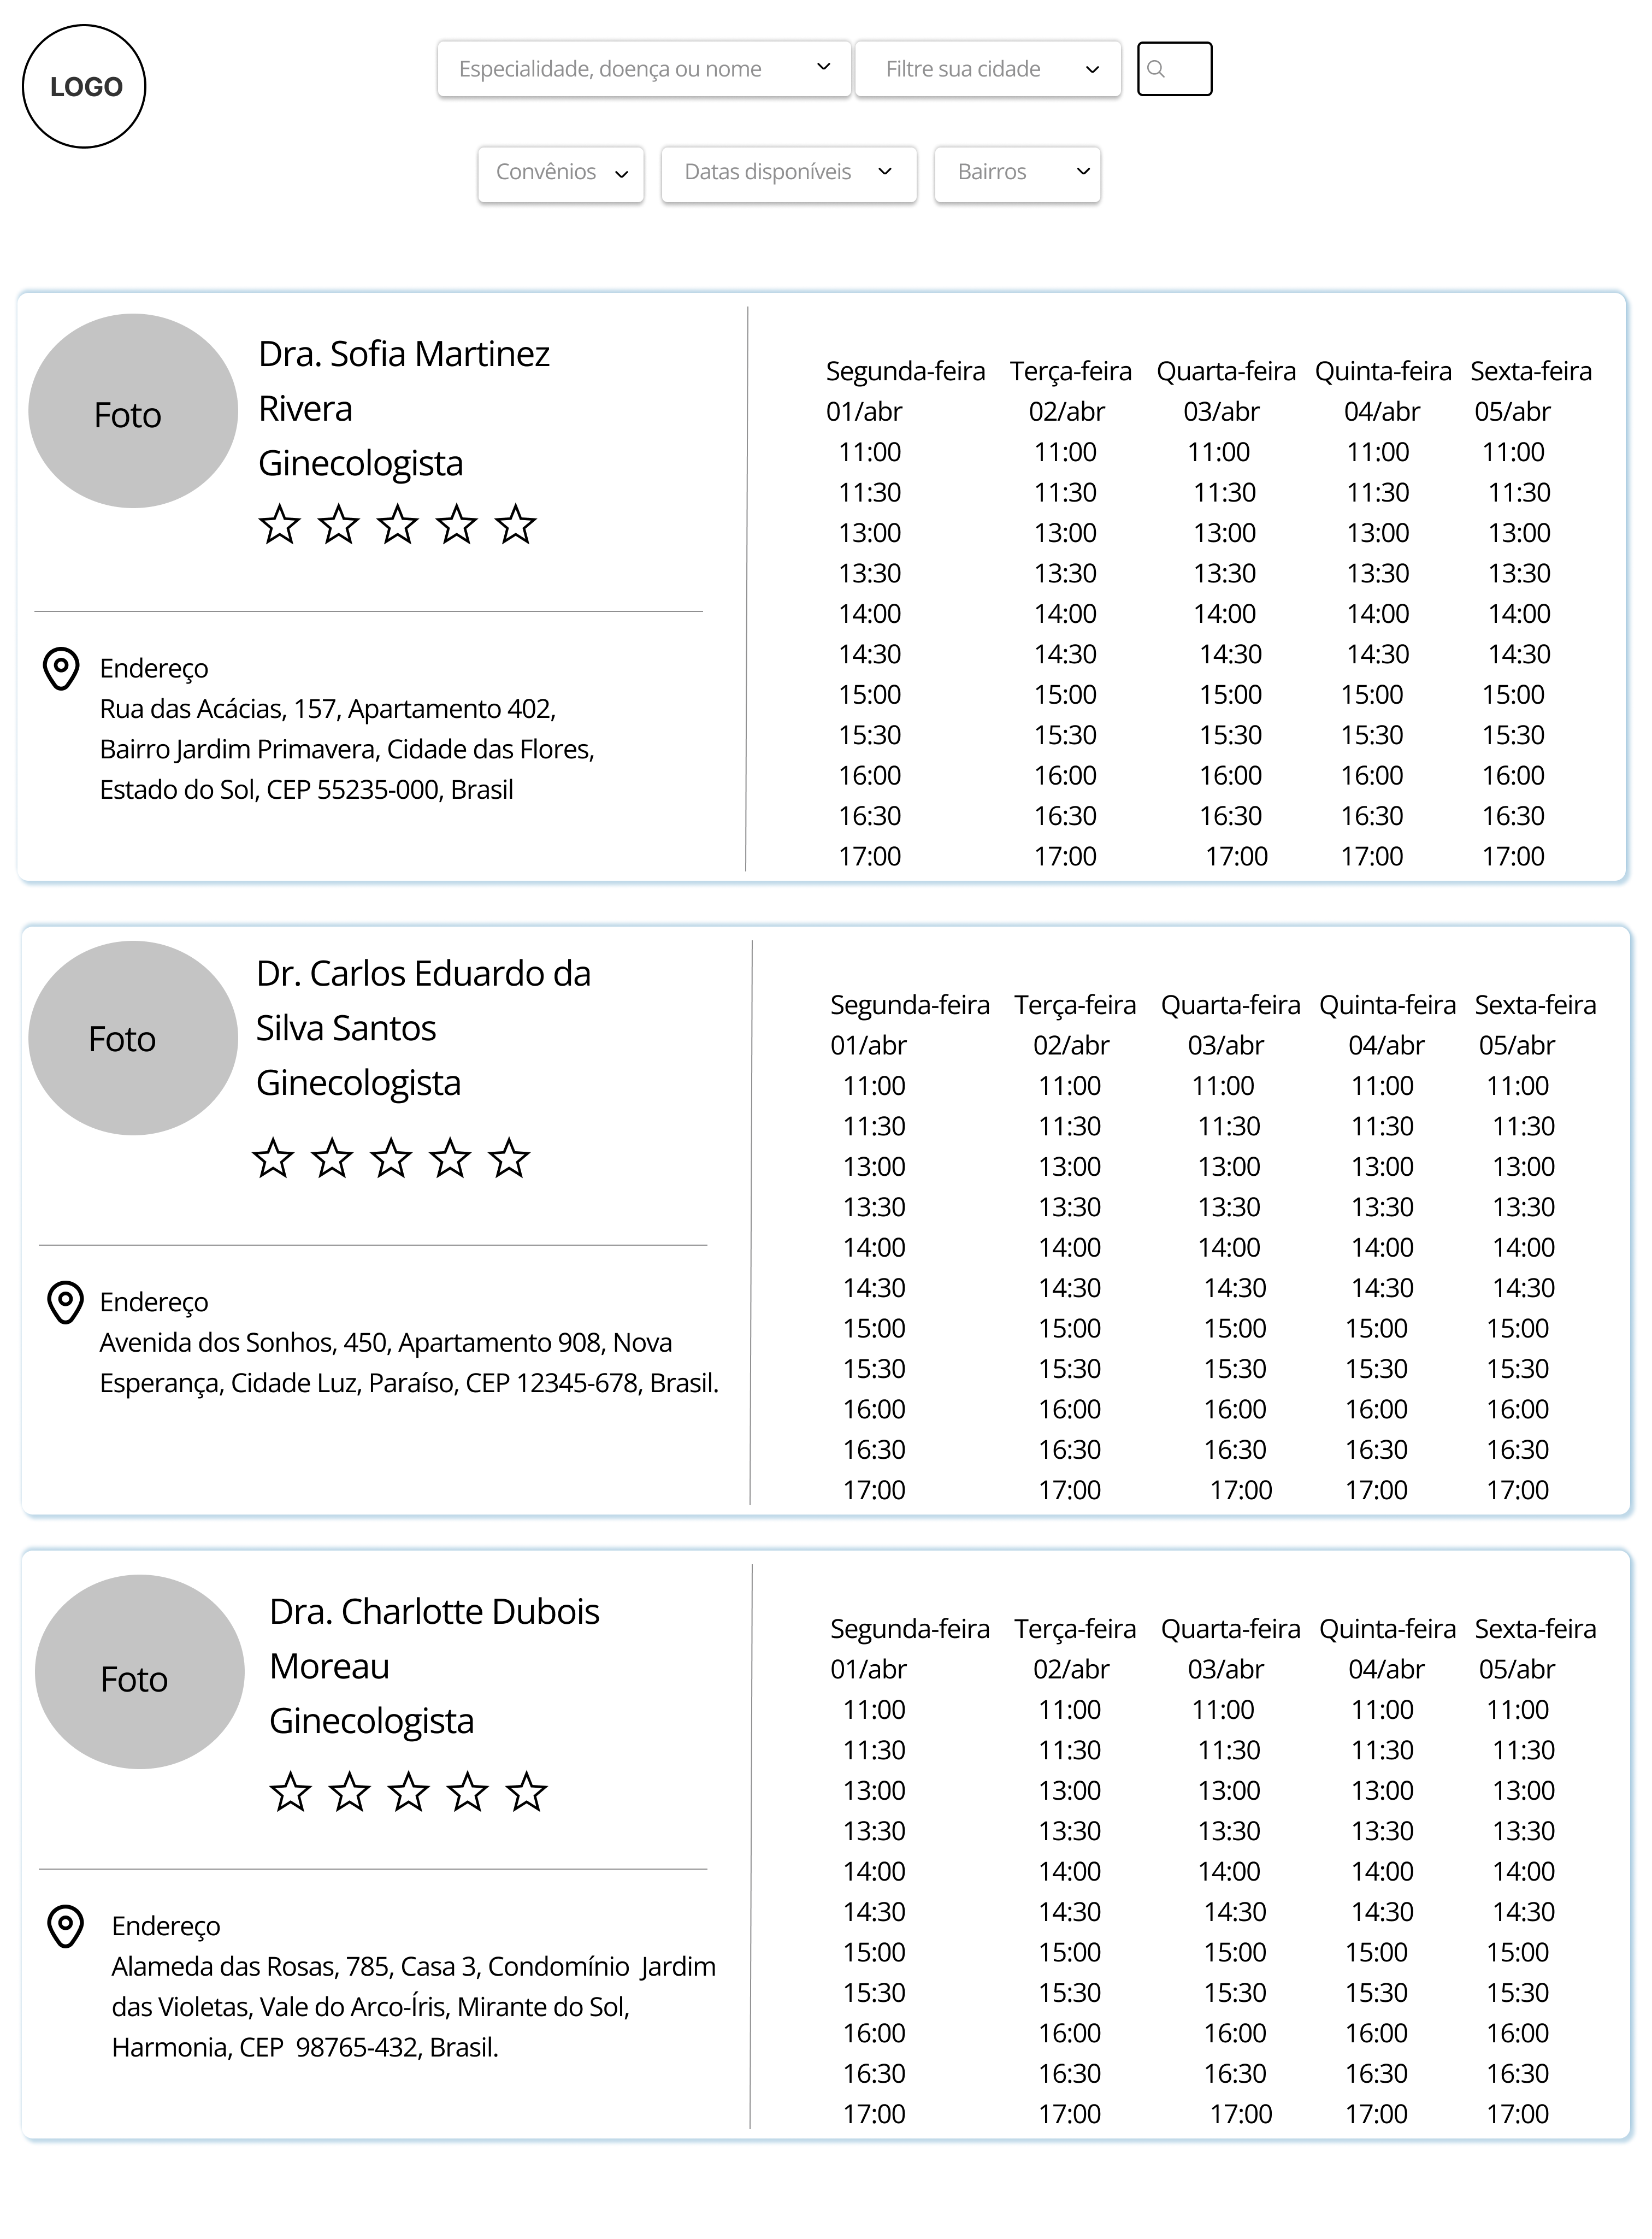 LOGO
Especialidade, doença ou nome
Filtre sua cidade
Convênios
Datas disponíveis
Bairros
Foto
Dra. Sofia Martinez
Rivera
Ginecologista
Endereço
Rua das Acácias, 157, Apartamento 402,
Bairro Jardim Primavera, Cidade das Flores,
Estado do Sol, CEP 55235-000, Brasil
Segunda-feira Terça-feira Quarta-feira Quinta-feira Sexta-feira
01/abr 02/abr 03/abr 04/abr 05/abr
11:00 11:00 11:00 11:00 11:00
11:30 11:30 11:30 11:30 11:30
13:00 13:00 13:00 13:00 13:00
13:30 13:30 13:30 13:30 13:30
14:00 14:00 14:00 14:00 14:00
14:30 14:30 14:30 14:30 14:30
15:00 15:00 15:00 15:00 15:00
15:30 15:30 15:30 15:30 15:30
16:00 16:00 16:00 16:00 16:00
16:30 16:30 16:30 16:30 16:30
17:00 17:00 17:00 17:00 17:00
Foto
Dr. Carlos Eduardo da
Silva Santos
Ginecologista
Endereço
Avenida dos Sonhos, 450, Apartamento 908, Nova
Esperança, Cidade Luz, Paraíso, CEP 12345-678, Brasil.
Segunda-feira Terça-feira Quarta-feira Quinta-feira Sexta-feira
01/abr 02/abr 03/abr 04/abr 05/abr
11:00 11:00 11:00 11:00 11:00
11:30 11:30 11:30 11:30 11:30
13:00 13:00 13:00 13:00 13:00
13:30 13:30 13:30 13:30 13:30
14:00 14:00 14:00 14:00 14:00
14:30 14:30 14:30 14:30 14:30
15:00 15:00 15:00 15:00 15:00
15:30 15:30 15:30 15:30 15:30
16:00 16:00 16:00 16:00 16:00
16:30 16:30 16:30 16:30 16:30
17:00 17:00 17:00 17:00 17:00
Foto
Dra. Charlotte Dubois
Moreau
Ginecologista
Endereço
Alameda das Rosas, 785, Casa 3, Condomínio Jardim
das Violetas, Vale do Arco-Íris, Mirante do Sol,
Harmonia, CEP 98765-432, Brasil.
Segunda-feira Terça-feira Quarta-feira Quinta-feira Sexta-feira
01/abr 02/abr 03/abr 04/abr 05/abr
11:00 11:00 11:00 11:00 11:00
11:30 11:30 11:30 11:30 11:30
13:00 13:00 13:00 13:00 13:00
13:30 13:30 13:30 13:30 13:30
14:00 14:00 14:00 14:00 14:00
14:30 14:30 14:30 14:30 14:30
15:00 15:00 15:00 15:00 15:00
15:30 15:30 15:30 15:30 15:30
16:00 16:00 16:00 16:00 16:00
16:30 16:30 16:30 16:30 16:30
17:00 17:00 17:00 17:00 17:00